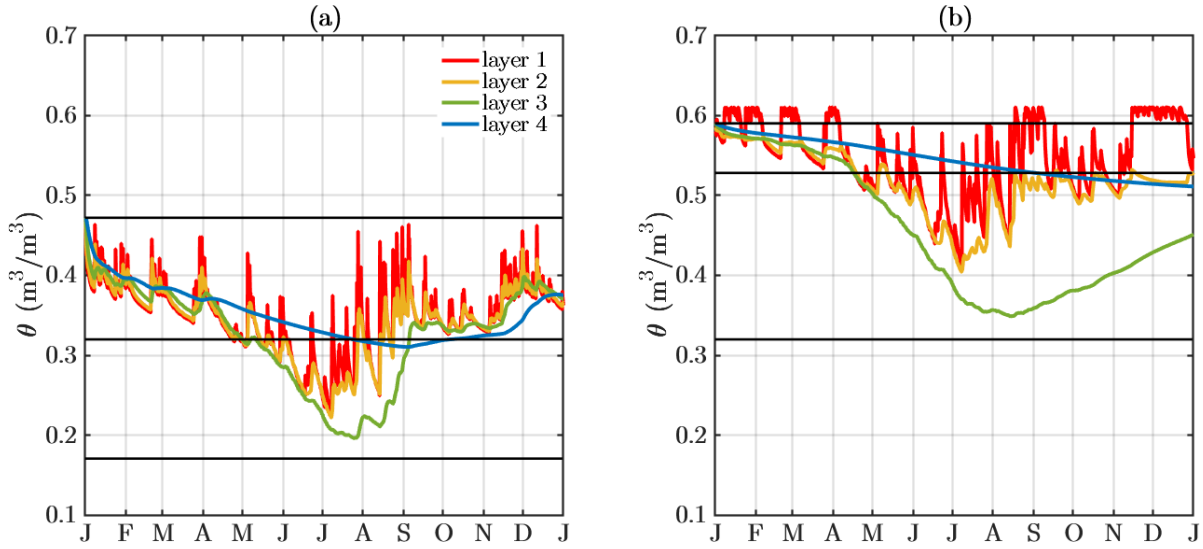 (a)
0.7
0.6
0.5
0.4
0.3
0.2
0.1
θ (m³/m³)
layer 1
layer 2
layer 3
layer 4
J F M A M J J A S O N D J
(b)
0.7
0.6
0.5
0.4
0.3
0.2
0.1
θ (m³/m³)
J F M A M J J A S O N D J